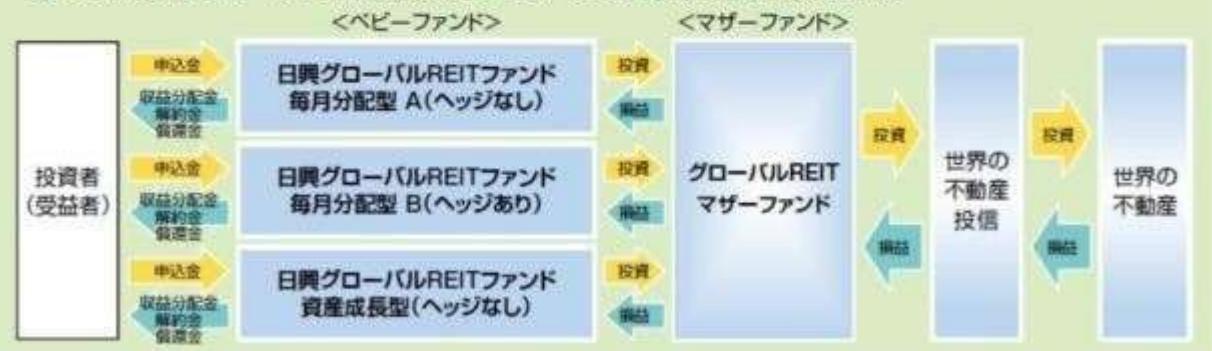 <ベビーファンド>
<マザーファンド>
投資者
(受益者)
申込金
収益分配金
解約金
償還金
日興グローバルREITファンド
毎月分配型 A(ヘッジなし)
投資
損益
申込金
収益分配金
解約金
償還金
日興グローバルREITファンド
毎月分配型 B(ヘッジあり)
投資
損益
申込金
収益分配金
解約金
償還金
日興グローバルREITファンド
資産成長型(ヘッジなし)
投資
損益
グローバルREIT
マザーファンド
投資
損益
世界の
不動産
投信
投資
損益
世界の
不動産